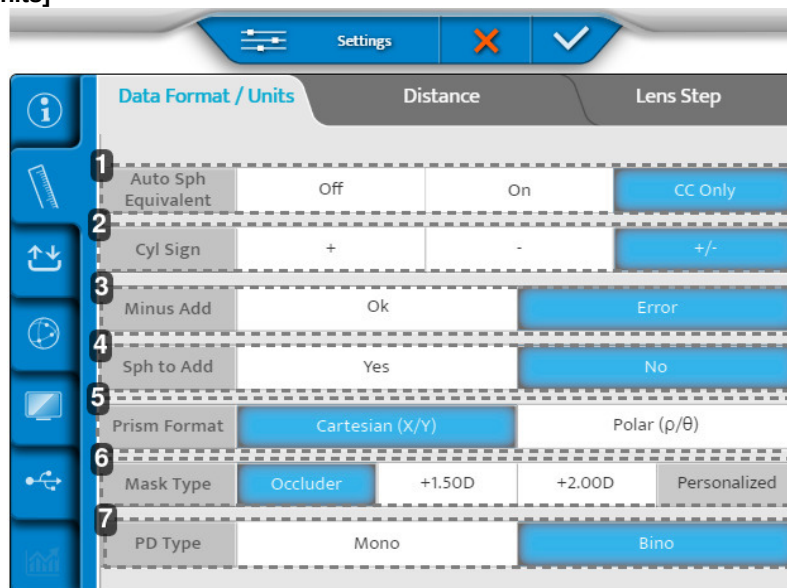 nits]
Settings
Data Format / Units Distance Lens Step
1
Auto Sph Equivalent Off On CC Only
2
Cyl Sign + - +/-
3
Minus Add Ok Error
4
Sph to Add Yes No
5
Prism Format Cartesian (X/Y) Polar (ρ/θ)
6
Mask Type Occluder +1.50D +2.00D Personalized
7
PD Type Mono Bino